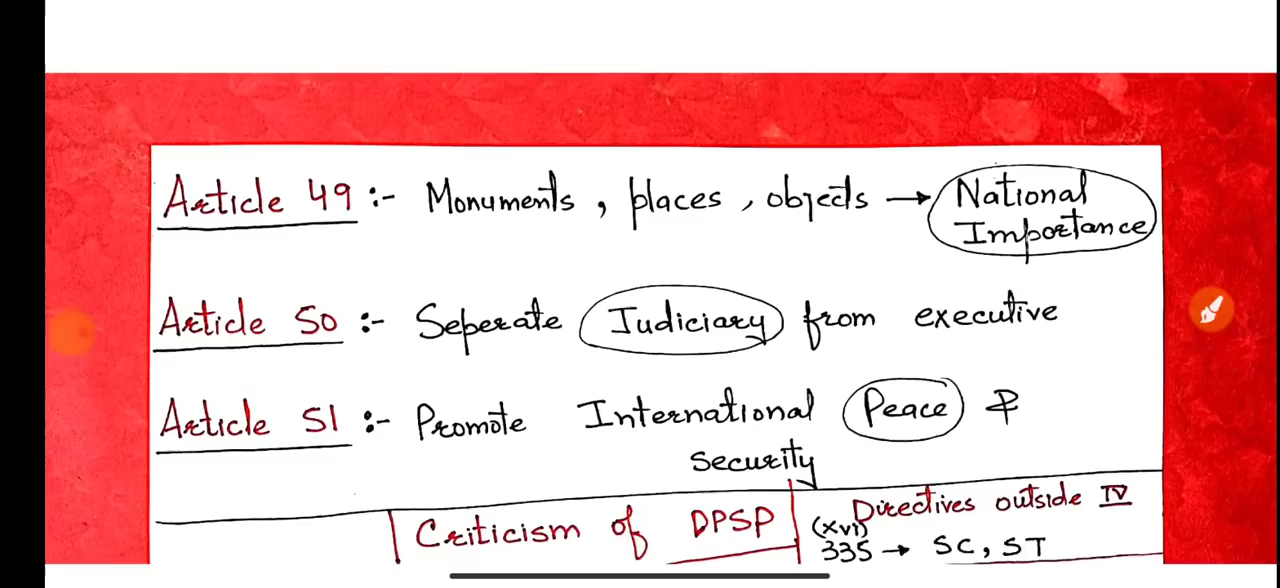 Article 49 :- Monuments, places, objects → National Importance
Article 50 :- Seperate Judiciary from executive
Article 51 :- Promote International Peace &
security
Criticism of DPSP
Directives outside IV
(xvi)
335 → SC, ST